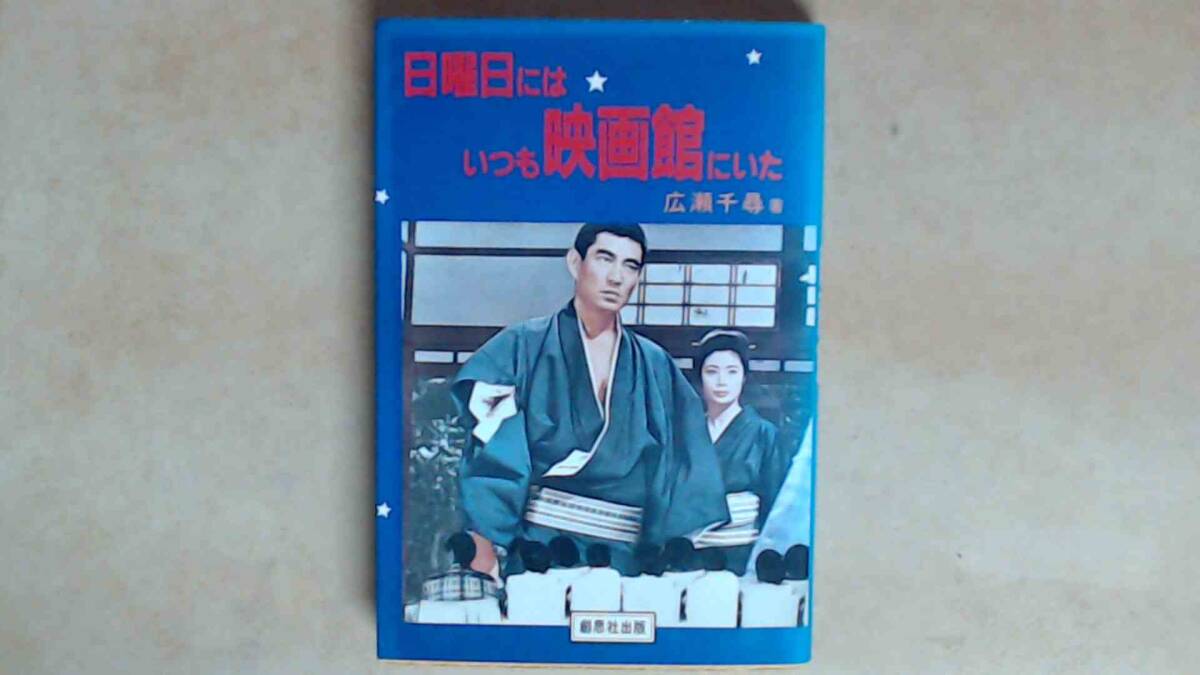 日曜日には
いつも映画館にいた
広瀬千尋著
創思社出版